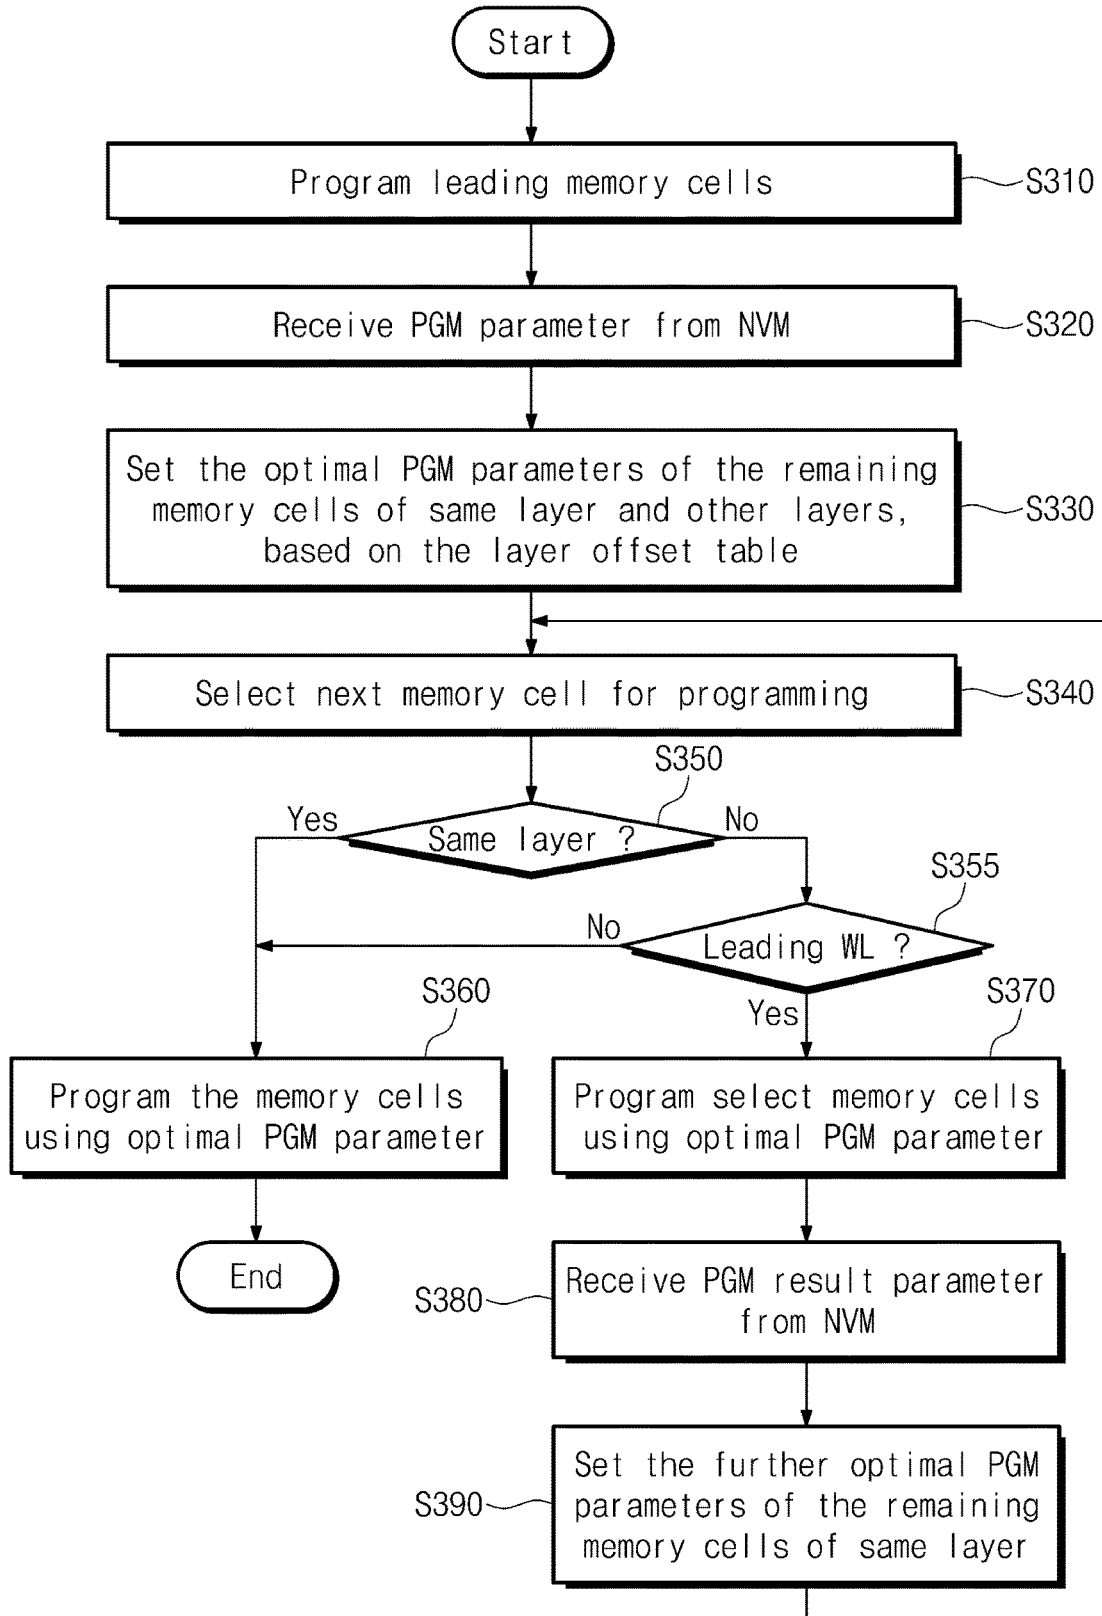 Start
Program leading memory cells
S310
Receive PGM parameter from NVM
S320
Set the optimal PGM parameters of the remaining
memory cells of same layer and other layers,
based on the layer offset table
S330
Select next memory cell for programming
S340
S350
Yes
Same layer ?
No
S355
No
Leading WL ?
Yes
S360
S370
Program the memory cells
using optimal PGM parameter
Program select memory cells
using optimal PGM parameter
End
S380
Receive PGM result parameter
from NVM
S390
Set the further optimal PGM
parameters of the remaining
memory cells of same layer